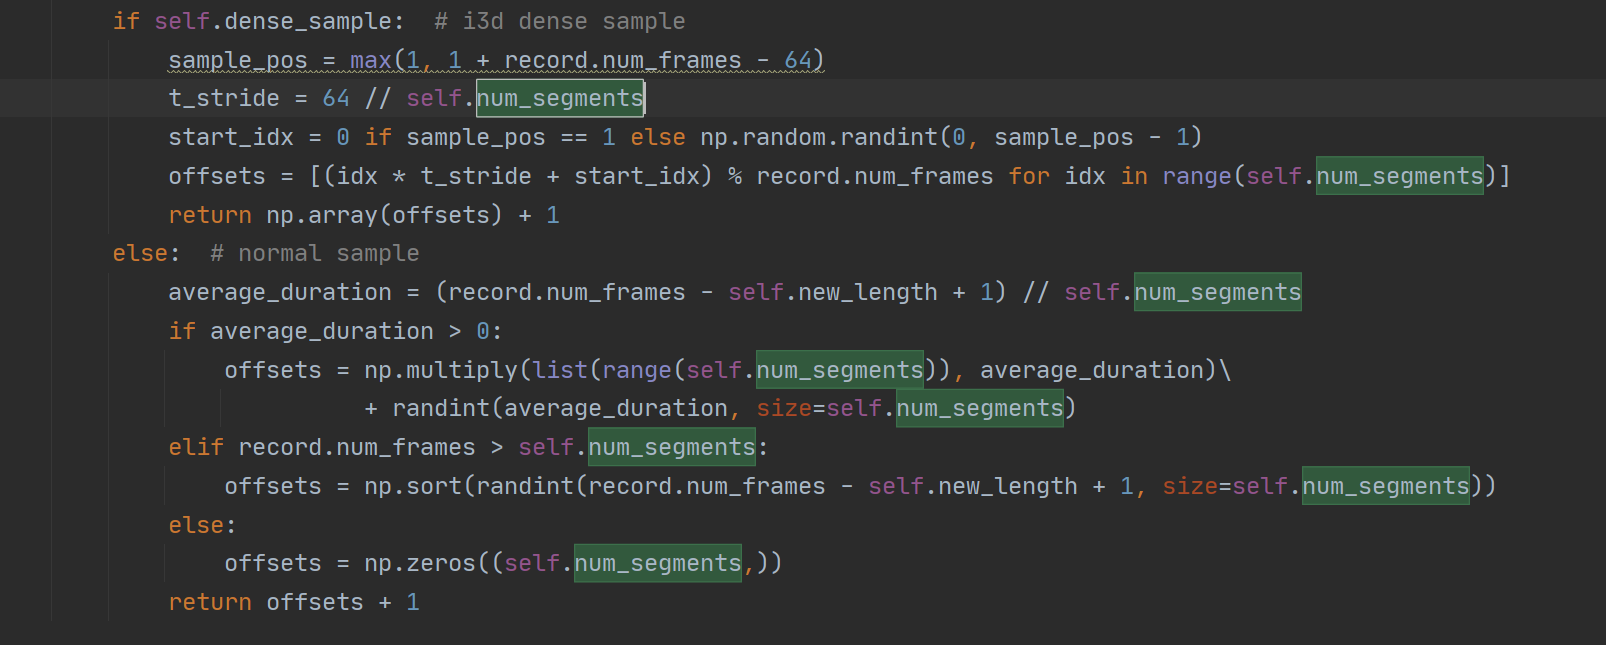 if self.dense_sample:  # i3d dense sample
    sample_pos = max(1, 1 + record.num_frames - 64)
    t_stride = 64 // self.num_segments
    start_idx = 0 if sample_pos == 1 else np.random.randint(0, sample_pos - 1)
    offsets = [(idx * t_stride + start_idx) % record.num_frames for idx in range(self.num_segments)]
    return np.array(offsets) + 1
else:  # normal sample
    average_duration = (record.num_frames - self.new_length + 1) // self.num_segments
    if average_duration > 0:
        offsets = np.multiply(list(range(self.num_segments)), average_duration)\
                  + randint(average_duration, size=self.num_segments)
    elif record.num_frames > self.num_segments:
        offsets = np.sort(randint(record.num_frames - self.new_length + 1, size=self.num_segments))
    else:
        offsets = np.zeros((self.num_segments,))
    return offsets + 1